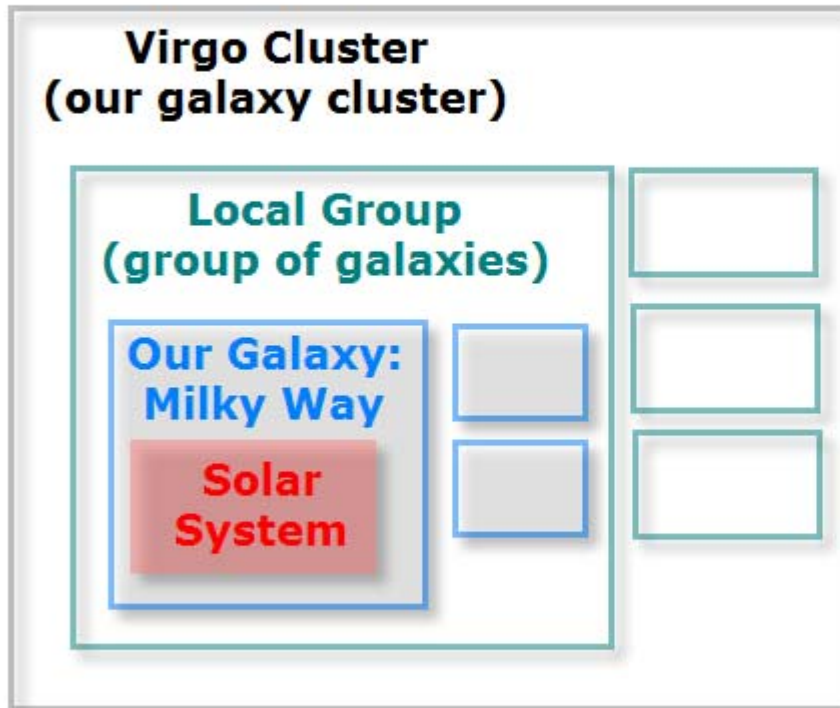 Virgo Cluster
(our galaxy cluster)
Local Group
(group of galaxies)
Our Galaxy:
Milky Way
Solar
System